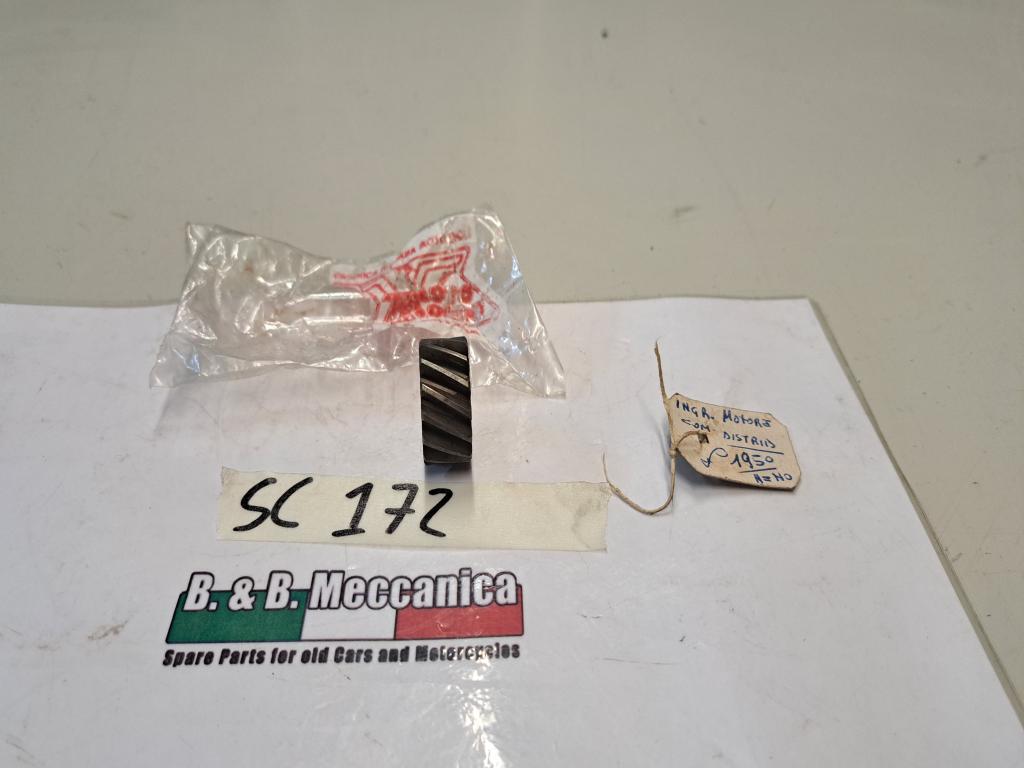 INGR. MOTORE
COM DISTRIB
1950
SC 172
B. & B. Meccanica
Spare Parts for old Cars and Motorcycles